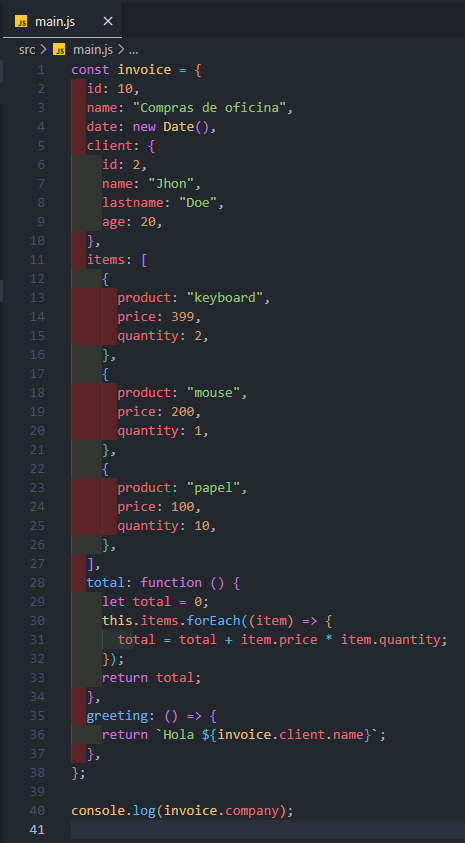 JS main.js ×
src > JS main.js > ...
1 const invoice = {
2   id: 10,
3   name: "Compras de oficina",
4   date: new Date(),
5   client: {
6     id: 2,
7     name: "Jhon",
8     lastname: "Doe",
9     age: 20,
10   },
11   items: [
12     {
13       product: "keyboard",
14       price: 399,
15       quantity: 2,
16     },
17     {
18       product: "mouse",
19       price: 200,
20       quantity: 1,
21     },
22     {
23       product: "papel",
24       price: 100,
25       quantity: 10,
26     },
27   ],
28   total: function () {
29     let total = 0;
30     this.items.forEach((item) => {
31       total = total + item.price * item.quantity;
32     });
33     return total;
34   },
35   greeting: () => {
36     return `Hola ${invoice.client.name}`;
37   },
38 };
39
40 console.log(invoice.company);
41